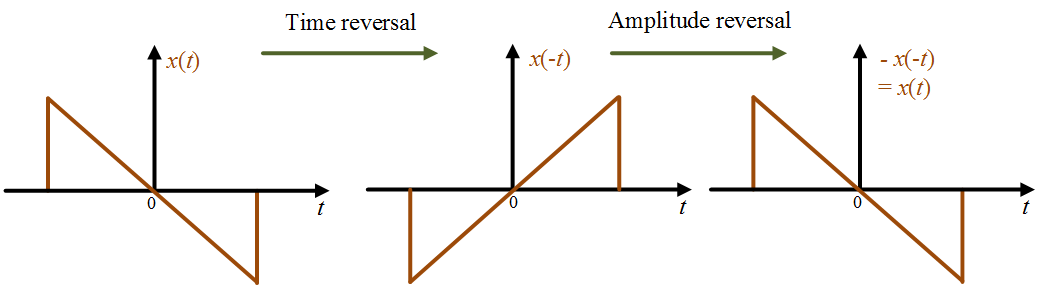 Time reversal
Amplitude reversal
x(t)
x(-t)
- x(-t)
= x(t)
0
t
0
t
0
t